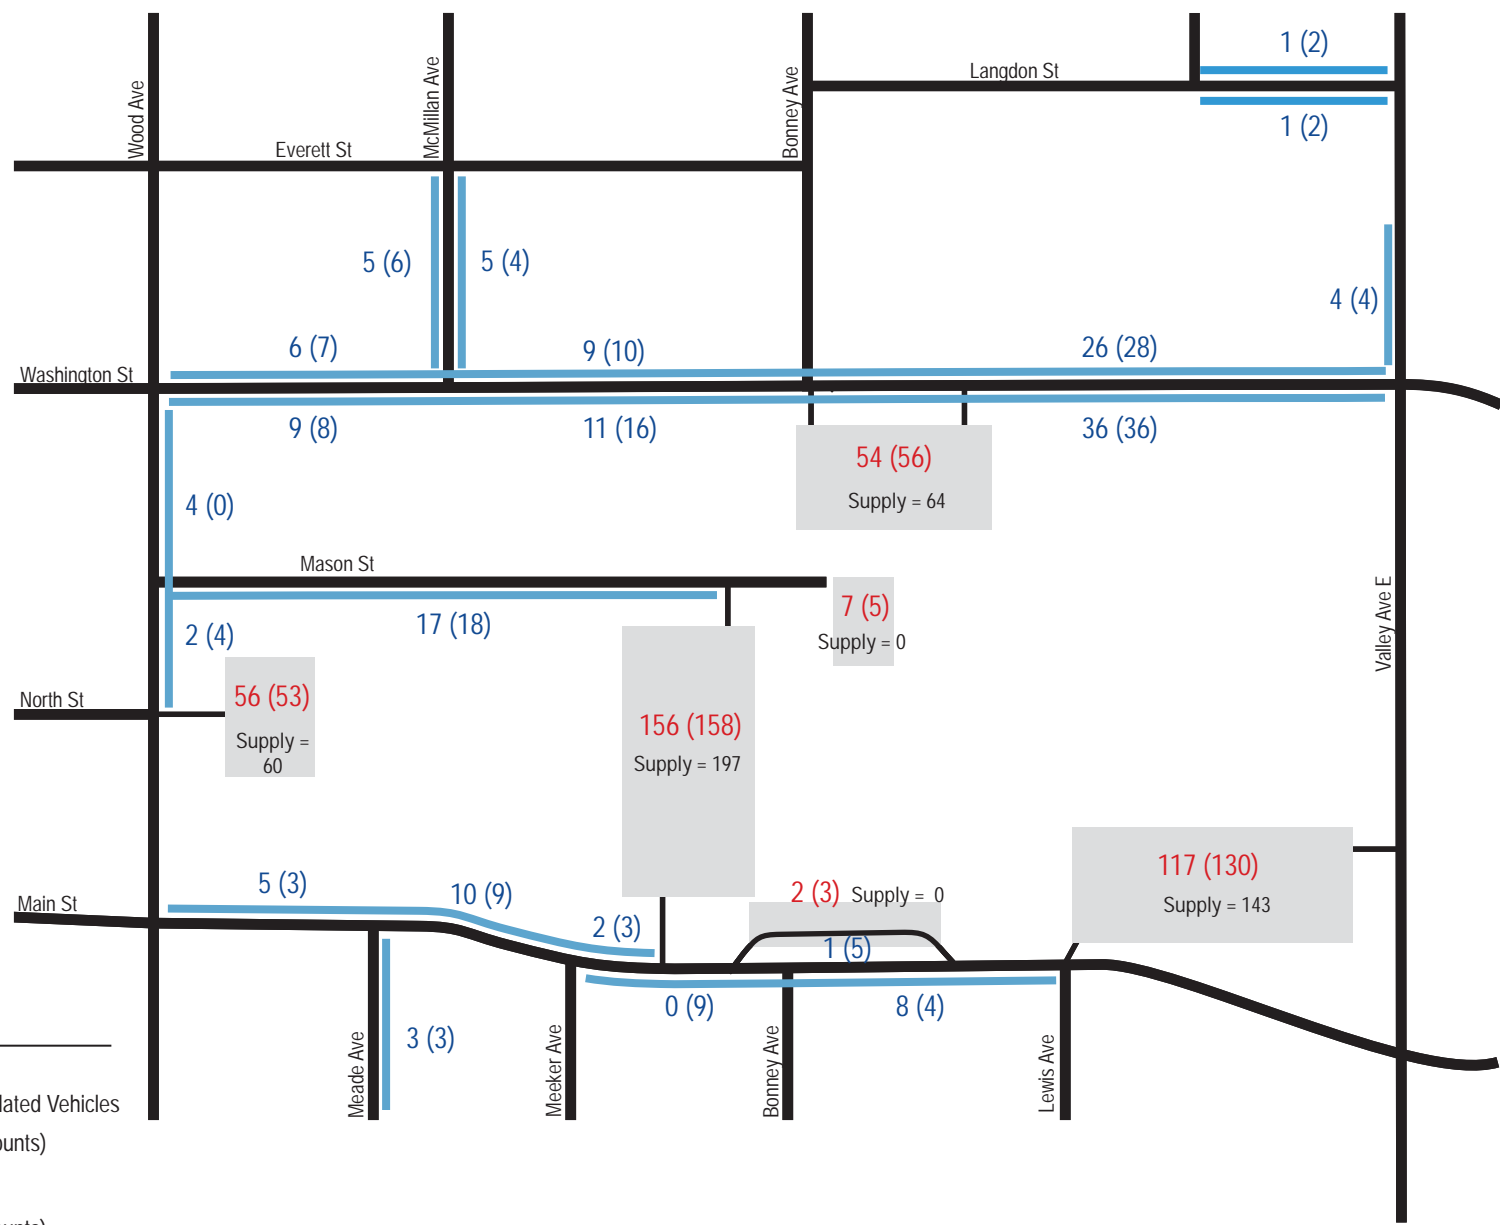 1 (2)
Langdon St
1 (2)
Wood Ave
McMillan Ave
Bonney Ave
Everett St
5 (6)
5 (4)
4 (4)
6 (7)
9 (10)
26 (28)
Washington St
9 (8)
11 (16)
36 (36)
54 (56)
Supply = 64
4 (0)
Mason St
7 (5)
Supply = 0
17 (18)
2 (4)
Valley Ave E
North St
56 (53)
Supply =
60
156 (158)
Supply = 197
117 (130)
Supply = 143
5 (3)
10 (9)
2 (3)
2 (3) Supply = 0
Main St
1 (5)
0 (9)
8 (4)
3 (3)
Meade Ave
Meeker Ave
Bonney Ave
Lewis Ave
Vehicles